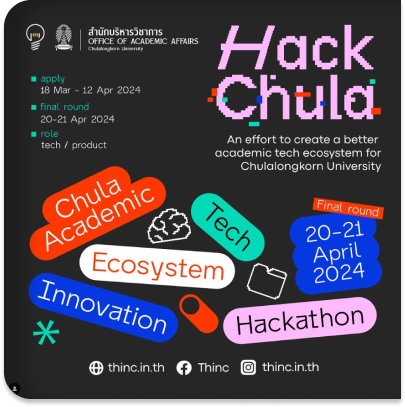 สำนักบริหารวิชาการ
OFFICE OF ACADEMIC AFFAIRS
Chulalongkorn University
Hack
Chula
apply
18 Mar - 12 Apr 2024
final round
20-21 Apr 2024
role
tech / product
An effort to create a better
academic tech ecosystem for
Chulalongkorn University
Chula
Academic
Tech
Ecosystem
Innovation
Hackathon
Final round
20-21
April
2024
thinc.in.th
Thinc
thinc.in.th